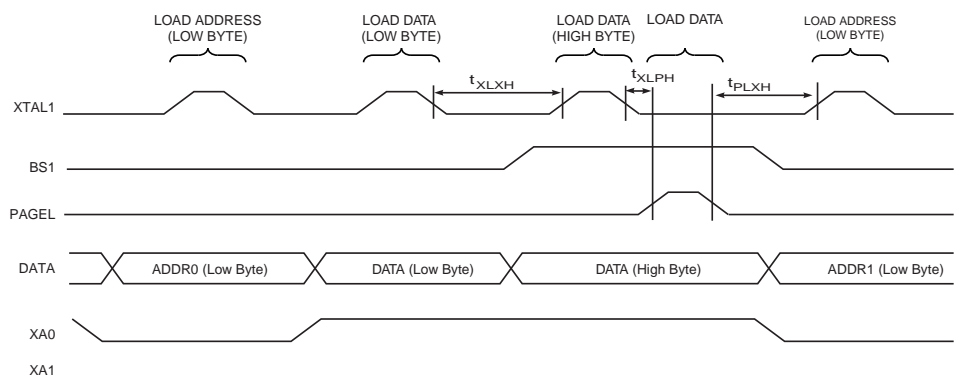 LOAD ADDRESS
(LOW BYTE)
LOAD DATA
(LOW BYTE)
LOAD DATA
(HIGH BYTE)
LOAD DATA
LOAD ADDRESS
(LOW BYTE)
tXLXH
tXLPH
tPLXH
XTAL1
BS1
PAGEL
DATA
ADDR0 (Low Byte)
DATA (Low Byte)
DATA (High Byte)
ADDR1 (Low Byte)
XA0
XA1